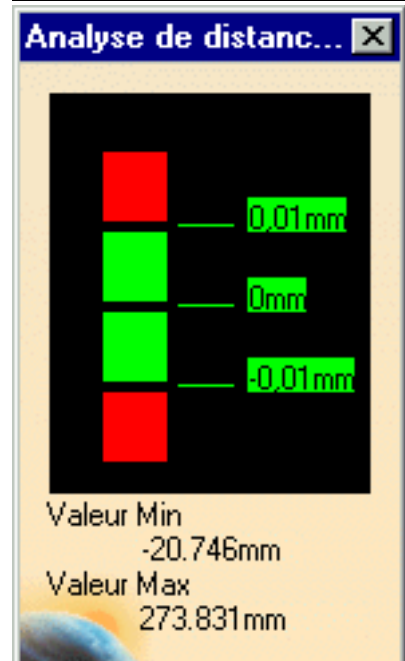 Analyse de distanc...
0,01mm
0mm
-0,01mm
Valeur Min
-20.746mm
Valeur Max
273.831mm